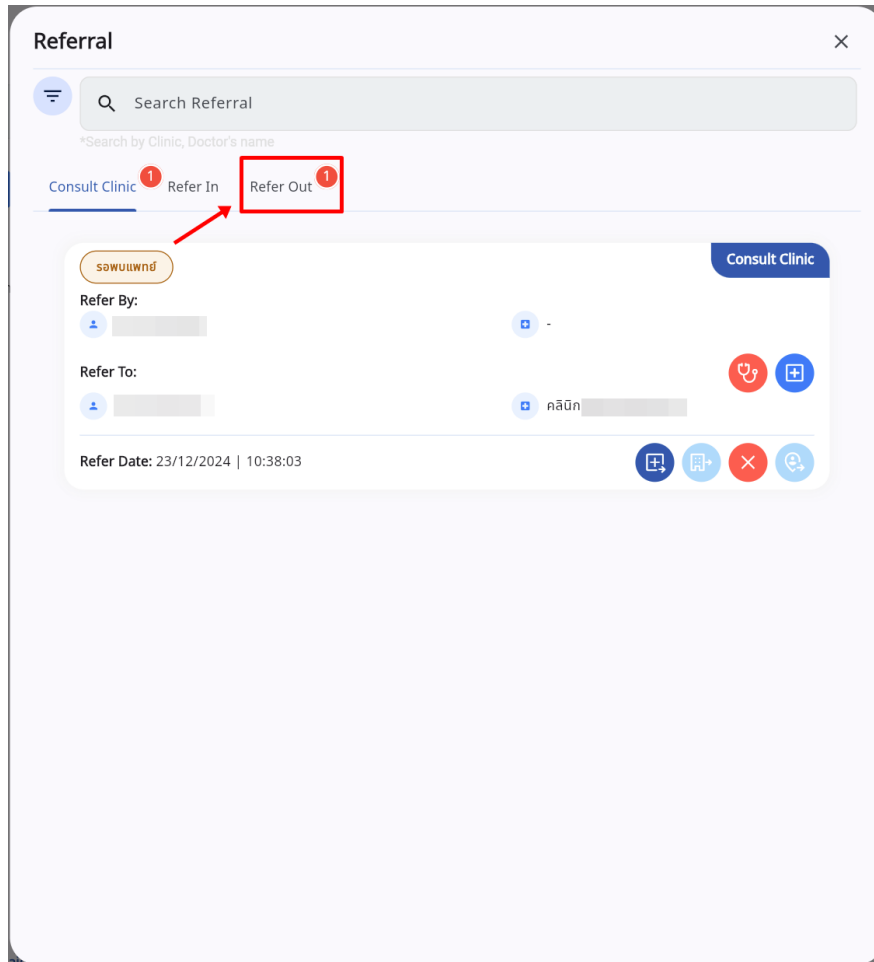 Referral
Search Referral
*Search by Clinic, Doctor's name
Consult Clinic 1 Refer In Refer Out 1
รอพบแพทย์ Consult Clinic
Refer By:
-
Refer To:
คลินิก
Refer Date: 23/12/2024 | 10:38:03